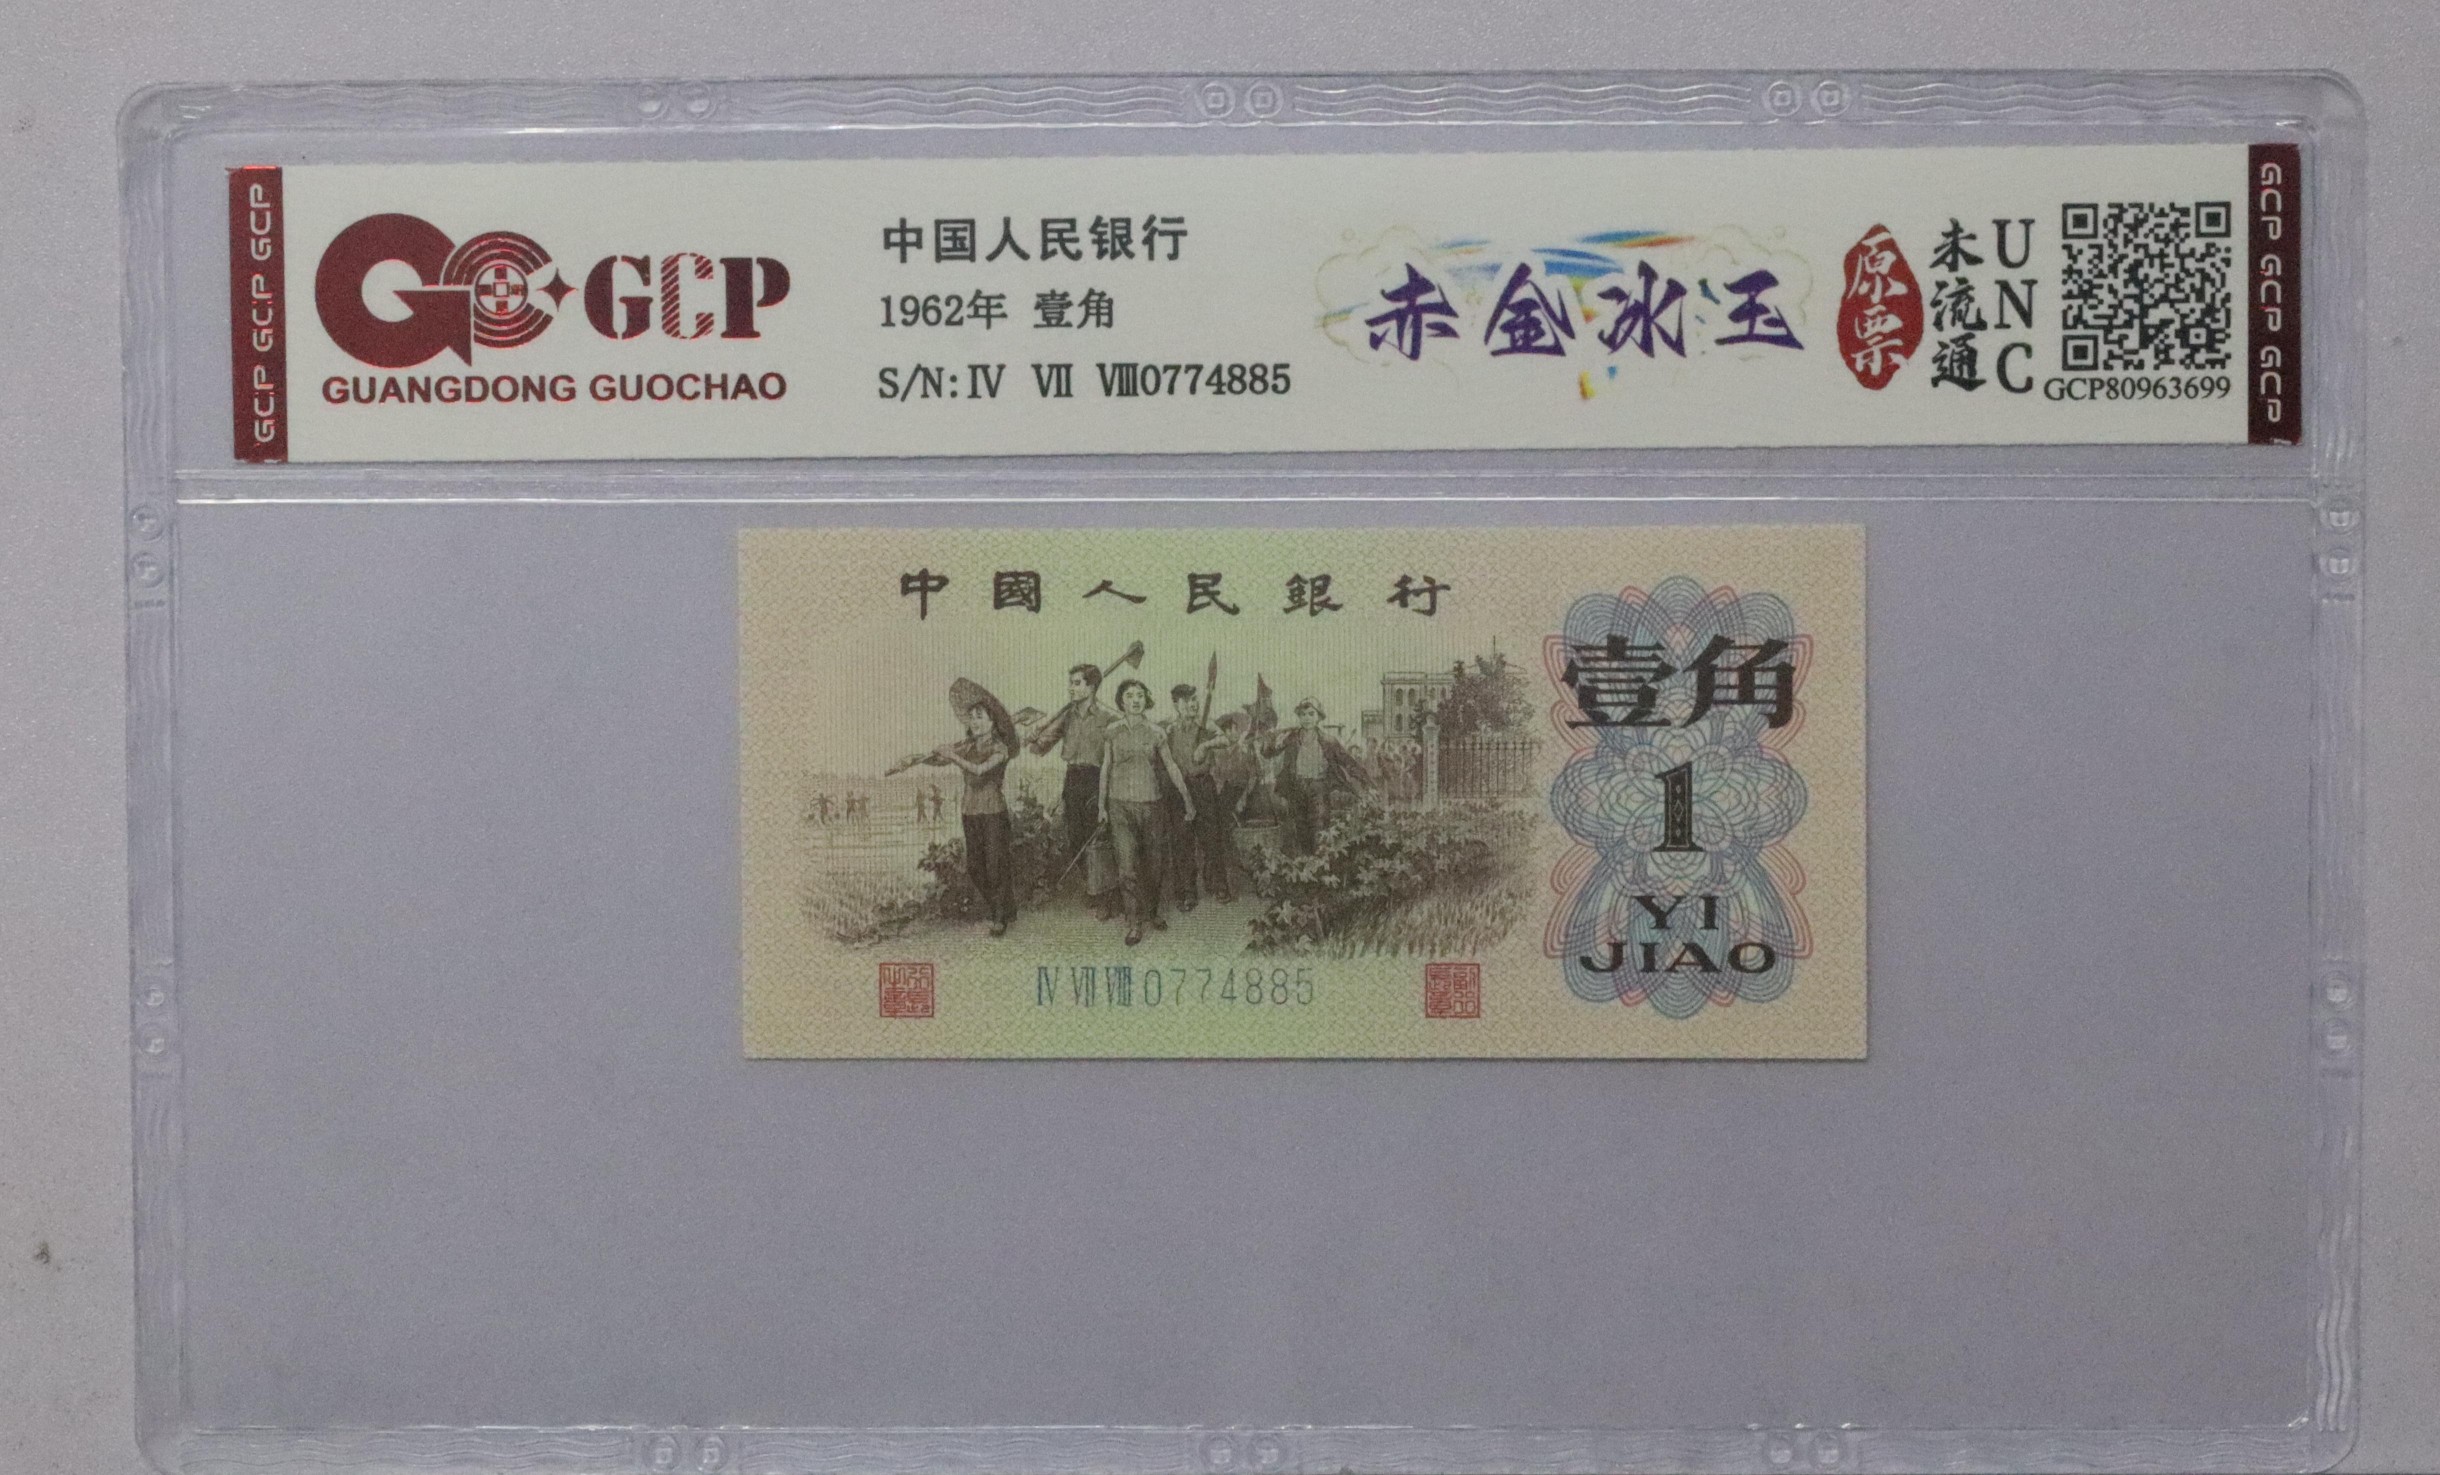 GCP GCP GCP
GCP
GUANGDONG GUOCHAO
中国人民银行
1962年 壹角
S/N: Ⅳ Ⅶ Ⅷ0774885
赤金冰玉
原票
未流通
UNC
GCP80963699
GCP GCP GCP
中國人民銀行
壹角
1
YI
JIAO
Ⅳ Ⅶ Ⅷ 0774885